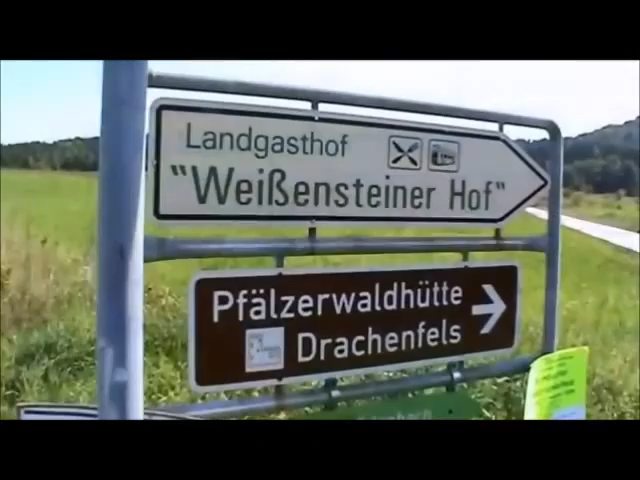 Landgasthof
"Weißensteiner Hof"
Pfälzerwaldhütte
Drachenfels